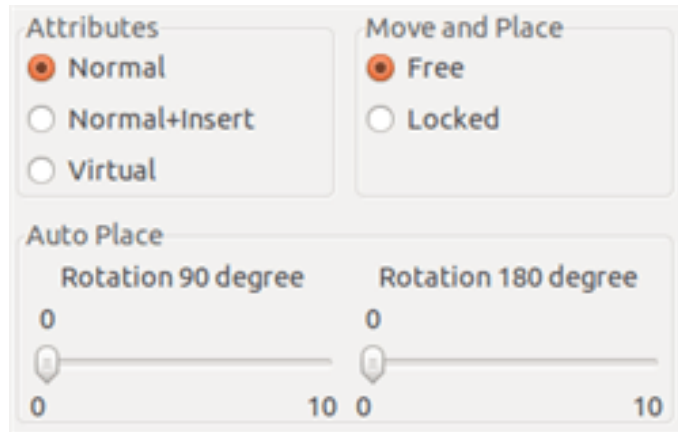 Attributes
Normal
Normal+Insert
Virtual
Move and Place
Free
Locked
Auto Place
Rotation 90 degree
0
0 10
Rotation 180 degree
0
0 10